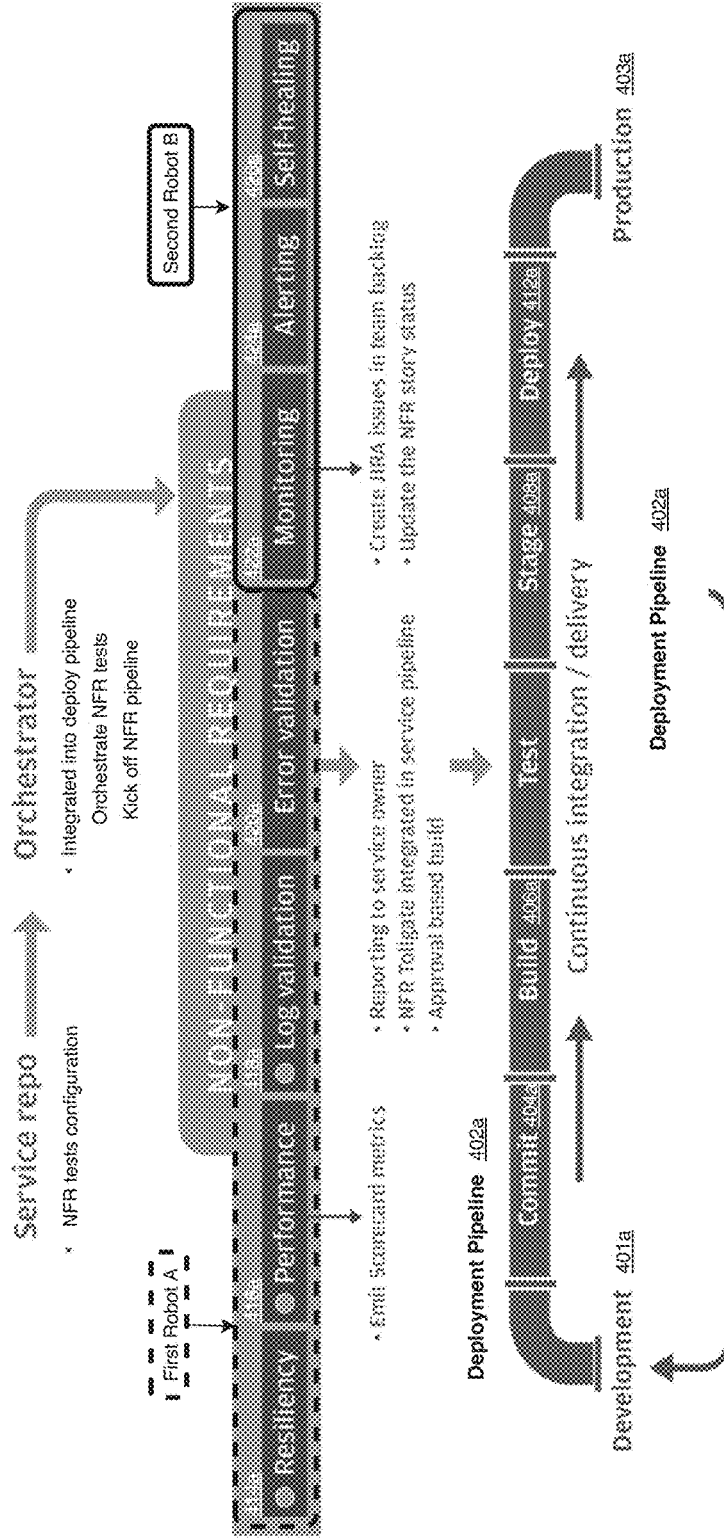 Service repo
• NFR tests configuration
Orchestrator
• Integrated into deploy pipeline
Orchestrate NFR tests
Kick off NFR pipeline
First Robot A
Second Robot B
NON-FUNCTIONAL REQUIREMENTS
Resiliency
Performance
Log validation
Error validation
Monitoring
Alerting
Self-healing
• Emit Scorecard metrics
• Reporting to service owner
• NFR Tollgate integrated in service pipeline
• Approval based build
• Create JIRA issues in team backlog
• Update the NFR story status
Deployment Pipeline 402a
Commit 404a
Build 406a
Test
Stage
Deploy 412a
Continuous integration / delivery
Development 401a
Production 403a
Deployment Pipeline 402a